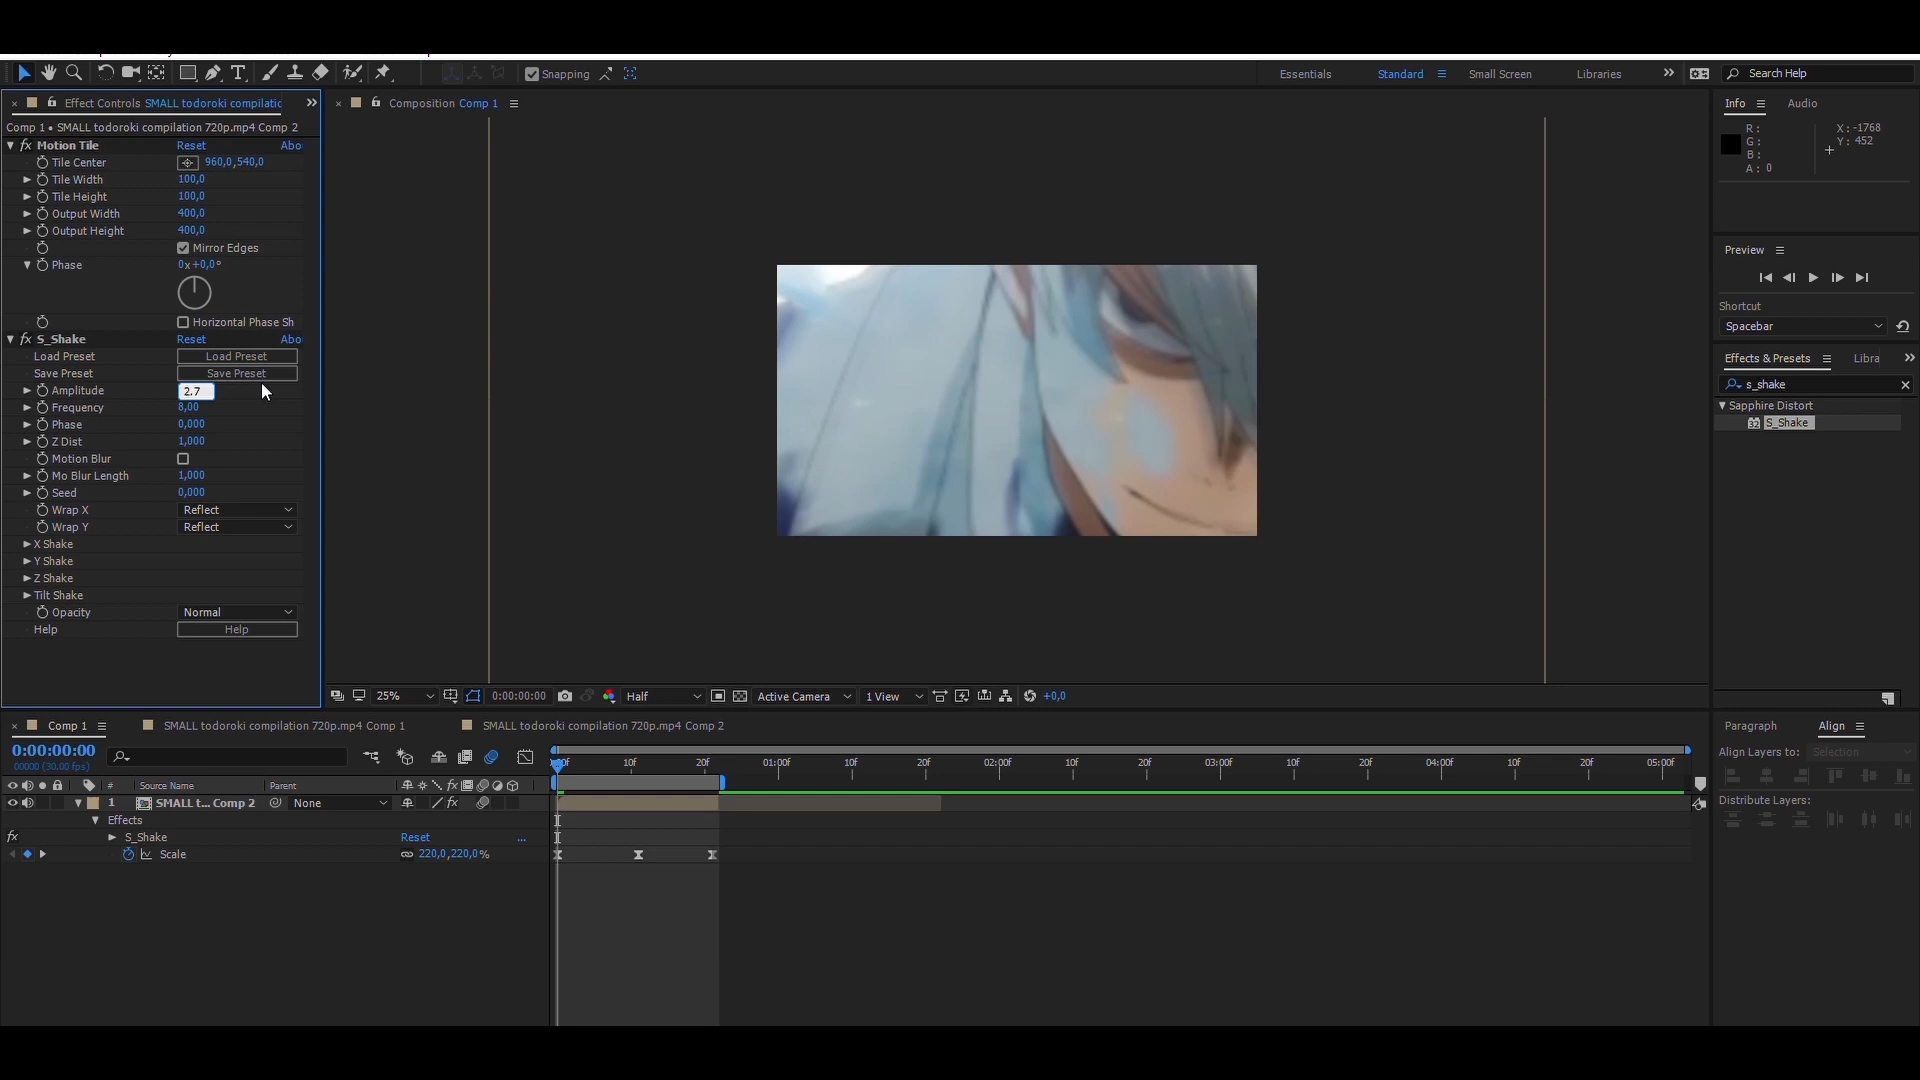 Snapping
Essentials
Standard
Small Screen
Libraries
Search Help
Effect Controls SMALL todoroki compilatic
Composition Comp 1
Info
Audio
Comp 1 • SMALL todoroki compilation 720p.mp4 Comp 2
R :
G :
B :
A : 0
X : -1768
Y : 452
fx Motion Tile Reset Abo
Tile Center 960,0,540,0
Tile Width 100,0
Tile Height 100,0
Output Width 400,0
Output Height 400,0
Mirror Edges
Phase 0x+0,0°
Horizontal Phase Sh
fx S_Shake Reset Abo
Load Preset Load Preset
Save Preset Save Preset
Amplitude 2.7
Frequency 8,00
Phase 0,000
Z Dist 1,000
Motion Blur
Mo Blur Length 1,000
Seed 0,000
Wrap X Reflect
Wrap Y Reflect
X Shake
Y Shake
Z Shake
Tilt Shake
Opacity Normal
Help Help
Preview
Shortcut
Spacebar
Effects & Presets
Libra
s_shake
Sapphire Distort
32 S_Shake
25%
0:00:00:00
Half
Active Camera
1 View
+0,0
Comp 1
SMALL todoroki compilation 720p.mp4 Comp 1
SMALL todoroki compilation 720p.mp4 Comp 2
Paragraph
Align
0:00:00:00
00000 (30.00 fps)
Align Layers to: Selection
Distribute Layers:
10f 20f 01:00f 10f 20f 02:00f 10f 20f 03:00f 10f 20f 04:00f 10f 20f 05:00f
# Source Name Parent fx
1 SMALL t... Comp 2 None fx
Effects
fx S_Shake Reset ...
Scale 220,0,220,0%